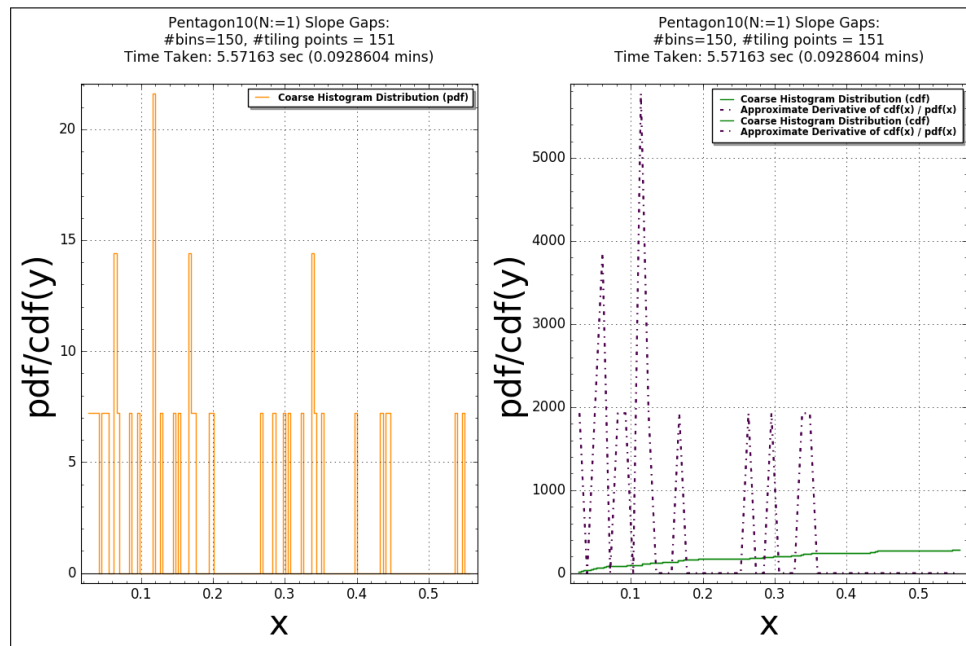 Pentagon10(N:=1) Slope Gaps:
#bins=150, #tiling points = 151
Time Taken: 5.57163 sec (0.0928604 mins)
Coarse Histogram Distribution (pdf)
pdf/cdf(y)
20
15
10
5
0
0.1
0.2
0.3
0.4
0.5
x
Pentagon10(N:=1) Slope Gaps:
#bins=150, #tiling points = 151
Time Taken: 5.57163 sec (0.0928604 mins)
Coarse Histogram Distribution (cdf)
Approximate Derivative of cdf(x) / pdf(x)
Coarse Histogram Distribution (cdf)
Approximate Derivative of cdf(x) / pdf(x)
pdf/cdf(y)
5000
4000
3000
2000
1000
0
0.1
0.2
0.3
0.4
0.5
x